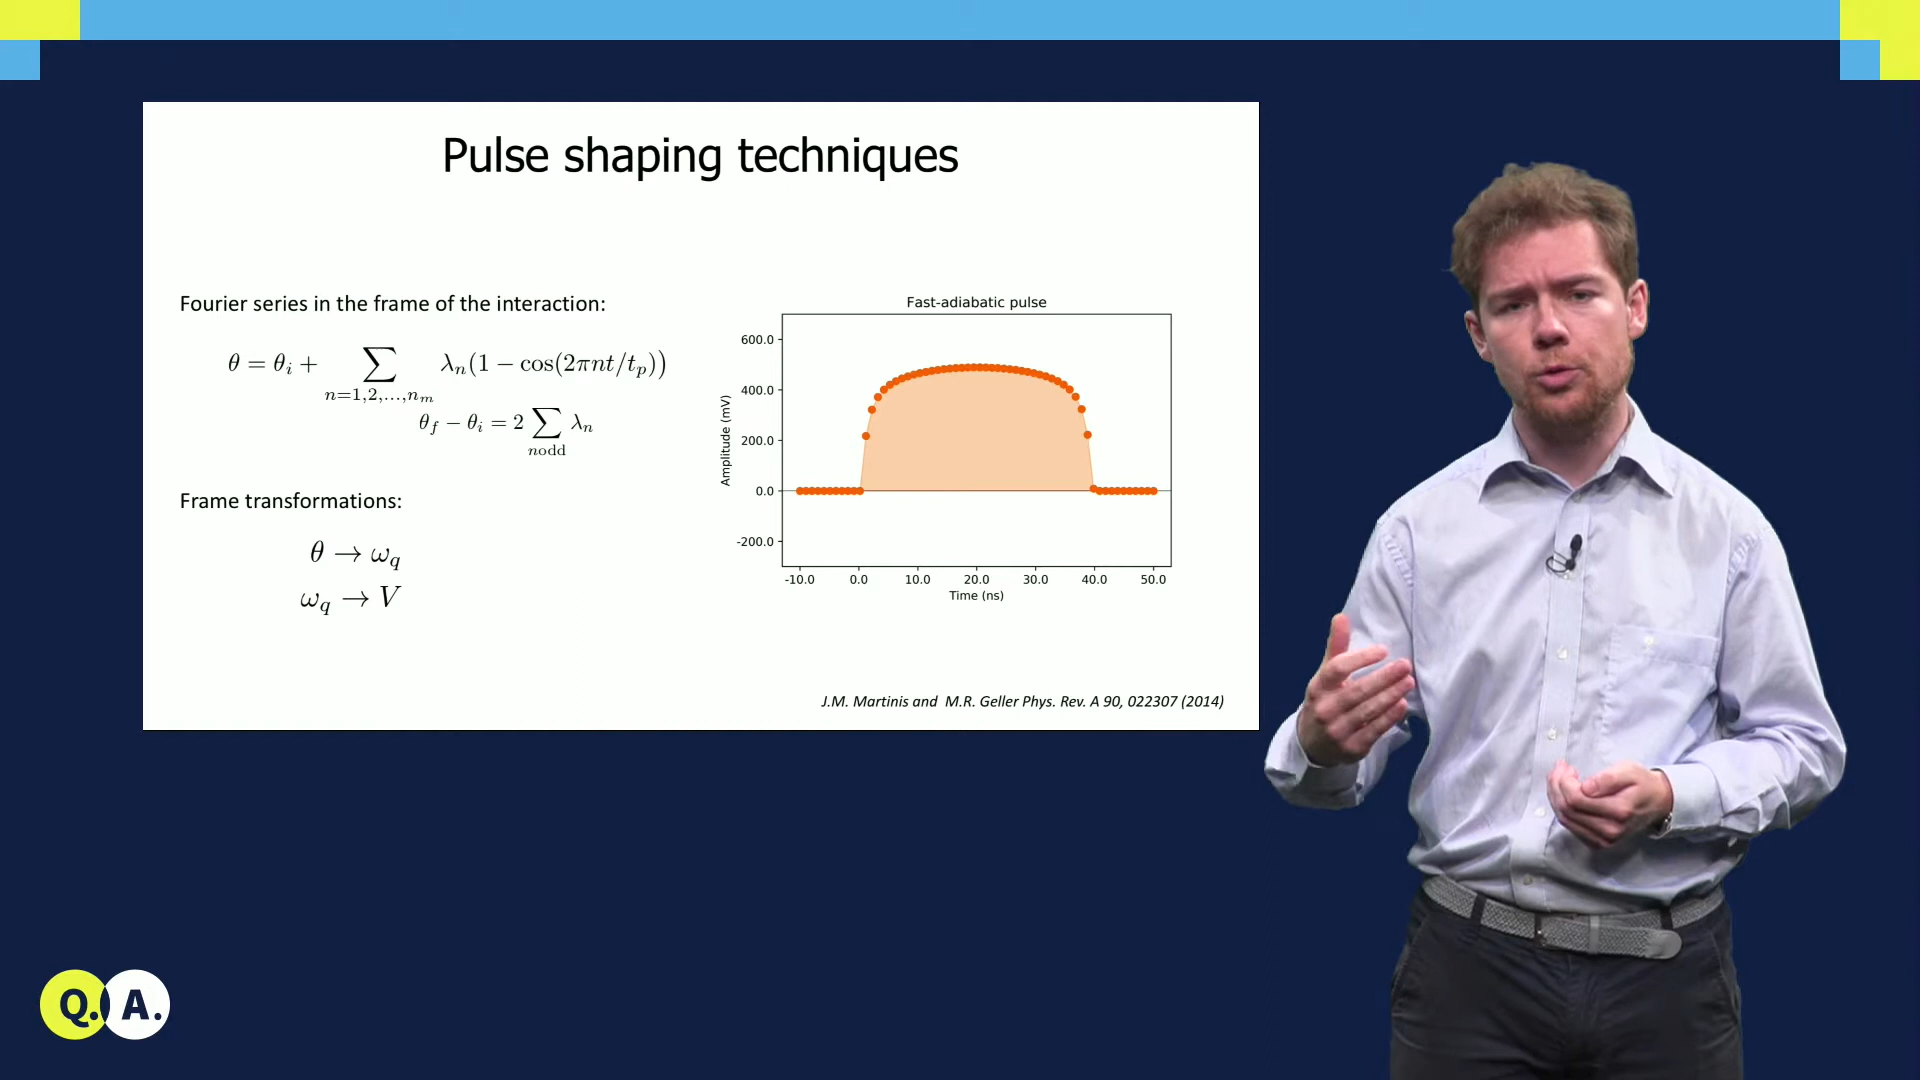 Pulse shaping techniques
Fourier series in the frame of the interaction:
θ = θ_i + ∑_{n=1,2,...,n_m} λ_n(1 − cos(2πnt/t_p))
θ_f − θ_i = 2 ∑_{nodd} λ_n
Frame transformations:
θ → ω_q
ω_q → V
Fast-adiabatic pulse
Amplitude (mV)
600.0
400.0
200.0
0.0
-200.0
-10.0 0.0 10.0 20.0 30.0 40.0 50.0
Time (ns)
J.M. Martinis and M.R. Geller Phys. Rev. A 90, 022307 (2014)
Q. A.